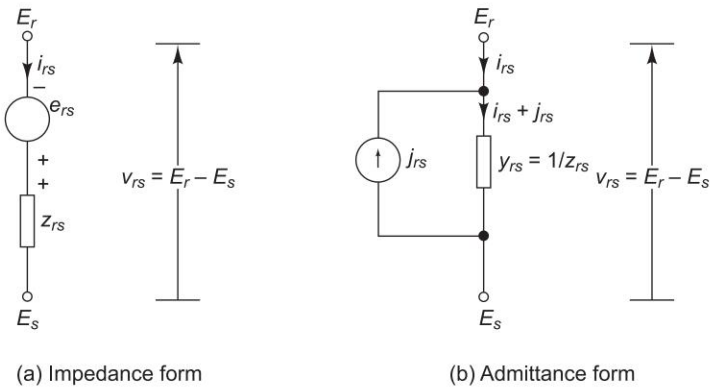 E_r
i_rs
−
e_rs
+
+
z_rs
E_s
v_rs = E_r – E_s
(a) Impedance form
E_r
i_rs
i_rs + j_rs
j_rs
y_rs = 1/z_rs
v_rs = E_r – E_s
E_s
(b) Admittance form